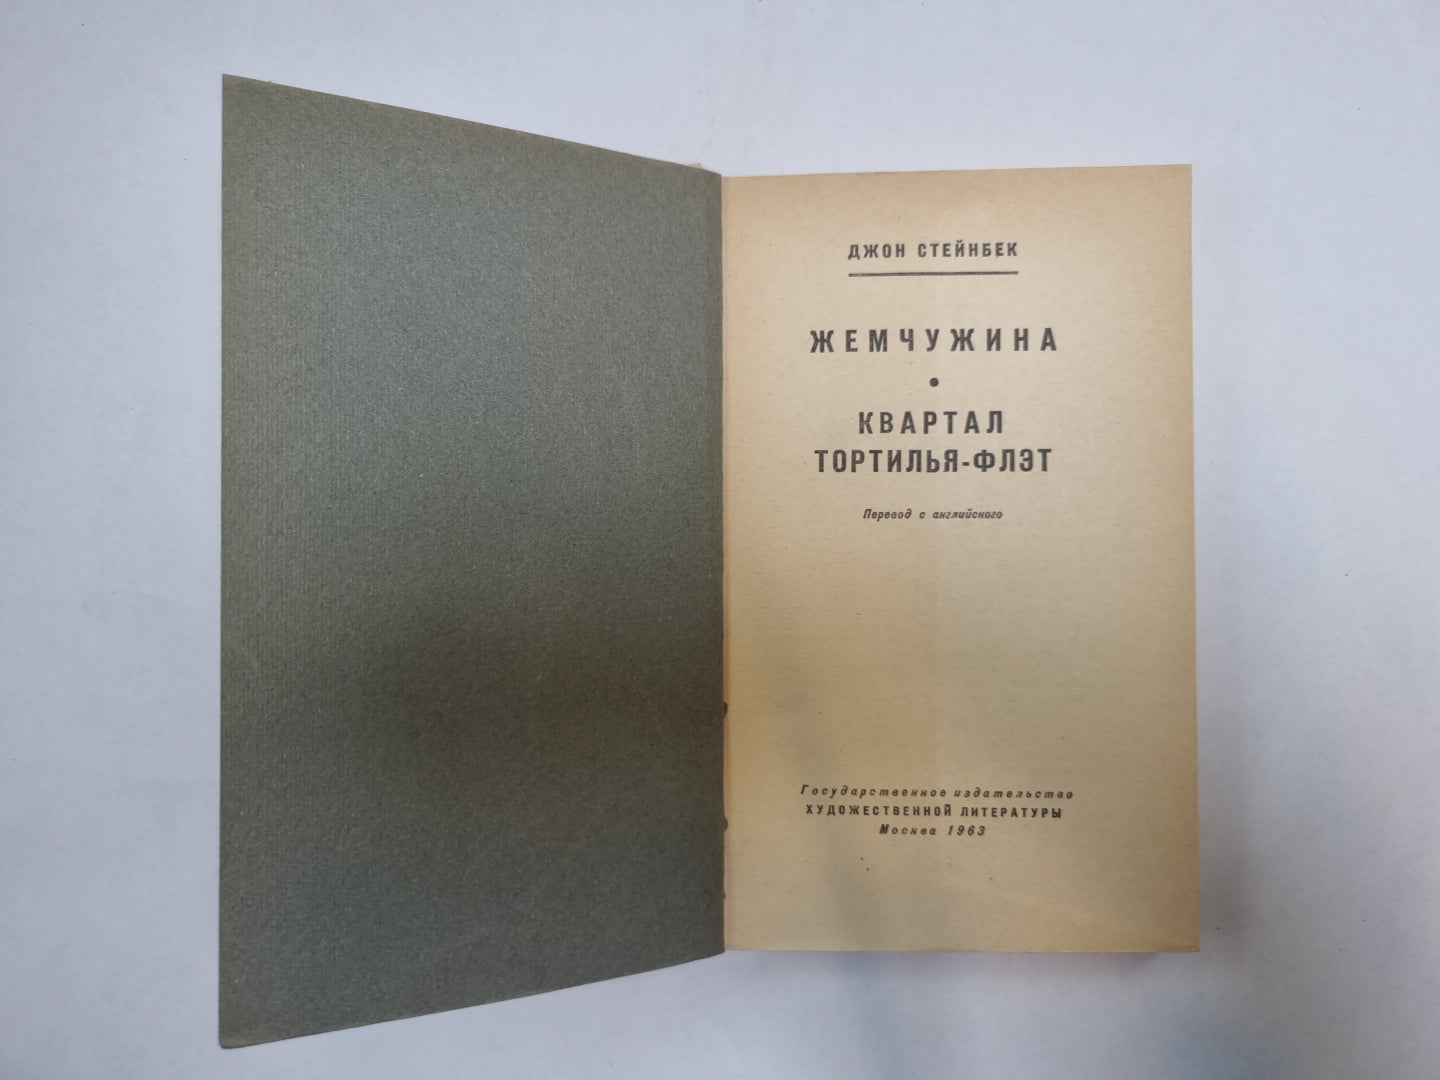 ДЖОН СТЕЙНБЕК
ЖЕМЧУЖИНА
•
КВАРТАЛ
ТОРТИЛЬЯ-ФЛЭТ
Перевод с английского
Государственное издательство
ХУДОЖЕСТВЕННОЙ ЛИТЕРАТУРЫ
Москва 1963